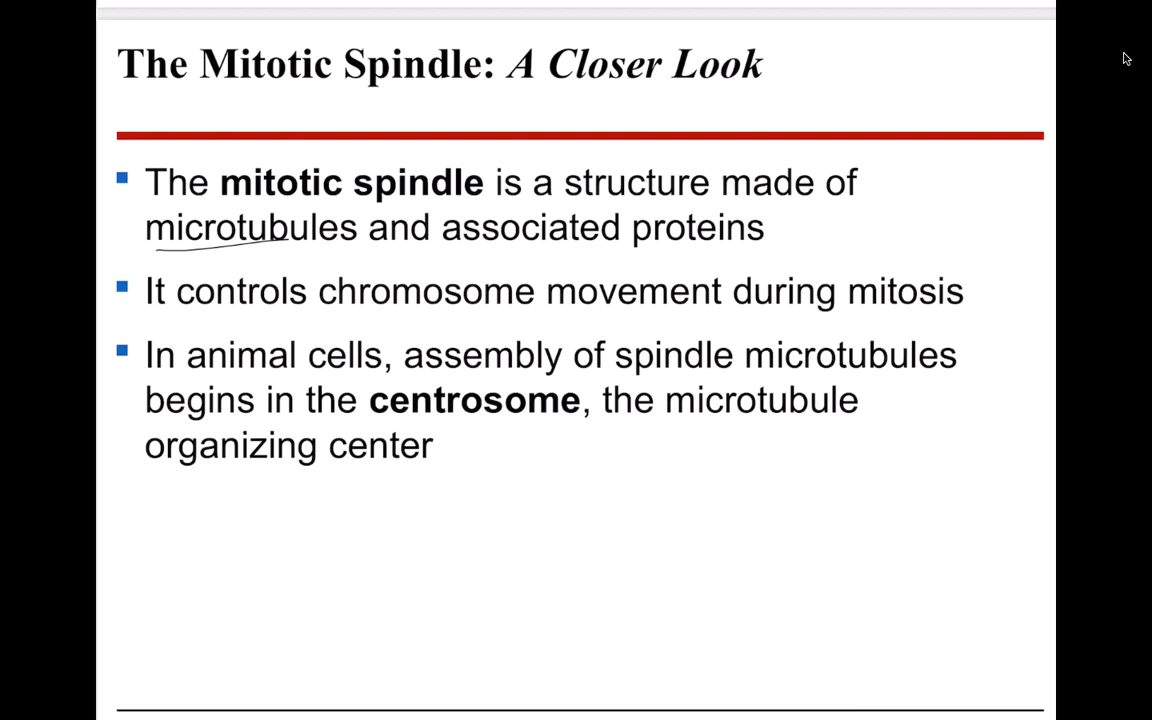 The Mitotic Spindle: A Closer Look
The mitotic spindle is a structure made of
microtubules and associated proteins
It controls chromosome movement during mitosis
In animal cells, assembly of spindle microtubules
begins in the centrosome, the microtubule
organizing center